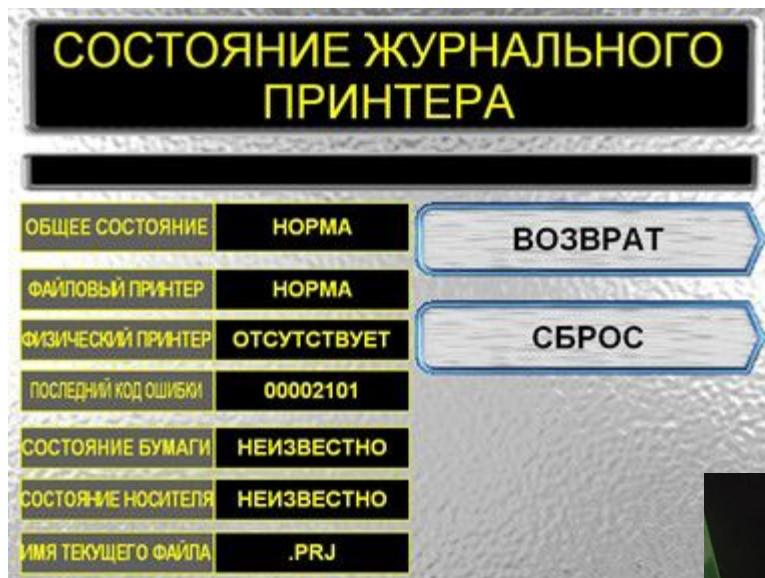 СОСТОЯНИЕ ЖУРНАЛЬНОГО
ПРИНТЕРА
ОБЩЕЕ СОСТОЯНИЕ НОРМА
ВОЗВРАТ
ФАЙЛОВЫЙ ПРИНТЕР НОРМА
ФИЗИЧЕСКИЙ ПРИНТЕР ОТСУТСТВУЕТ
СБРОС
ПОСЛЕДНИЙ КОД ОШИБКИ 00002101
СОСТОЯНИЕ БУМАГИ НЕИЗВЕСТНО
СОСТОЯНИЕ НОСИТЕЛЯ НЕИЗВЕСТНО
ИМЯ ТЕКУЩЕГО ФАЙЛА .PRJ